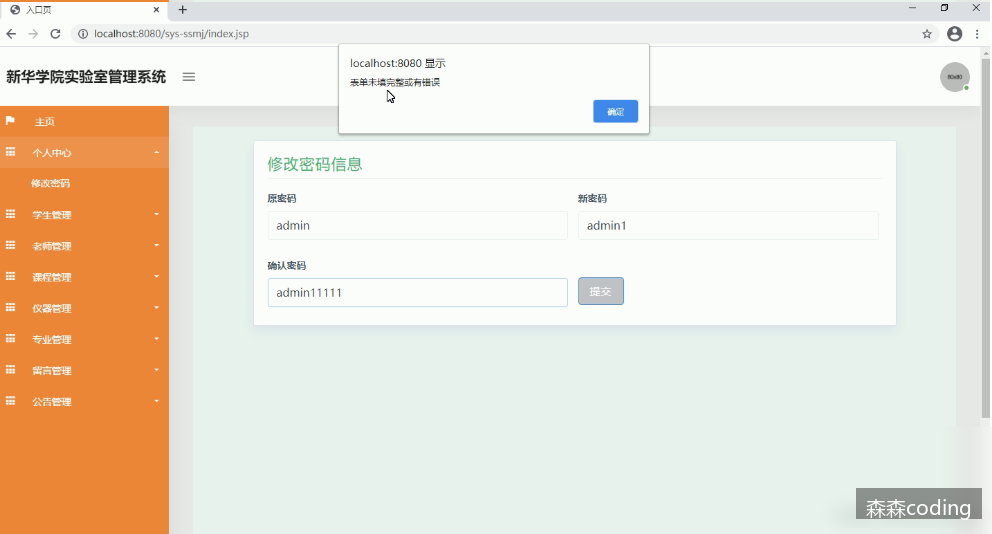 入口页
localhost:8080/sys-ssmj/index.jsp
新华学院实验室管理系统
60x60
localhost:8080 显示
表单未填完整或有错误
确定
主页
个人中心
修改密码
学生管理
老师管理
课程管理
仪器管理
专业管理
留言管理
公告管理
修改密码信息
原密码
新密码
admin
admin1
确认密码
admin11111
提交
森森coding